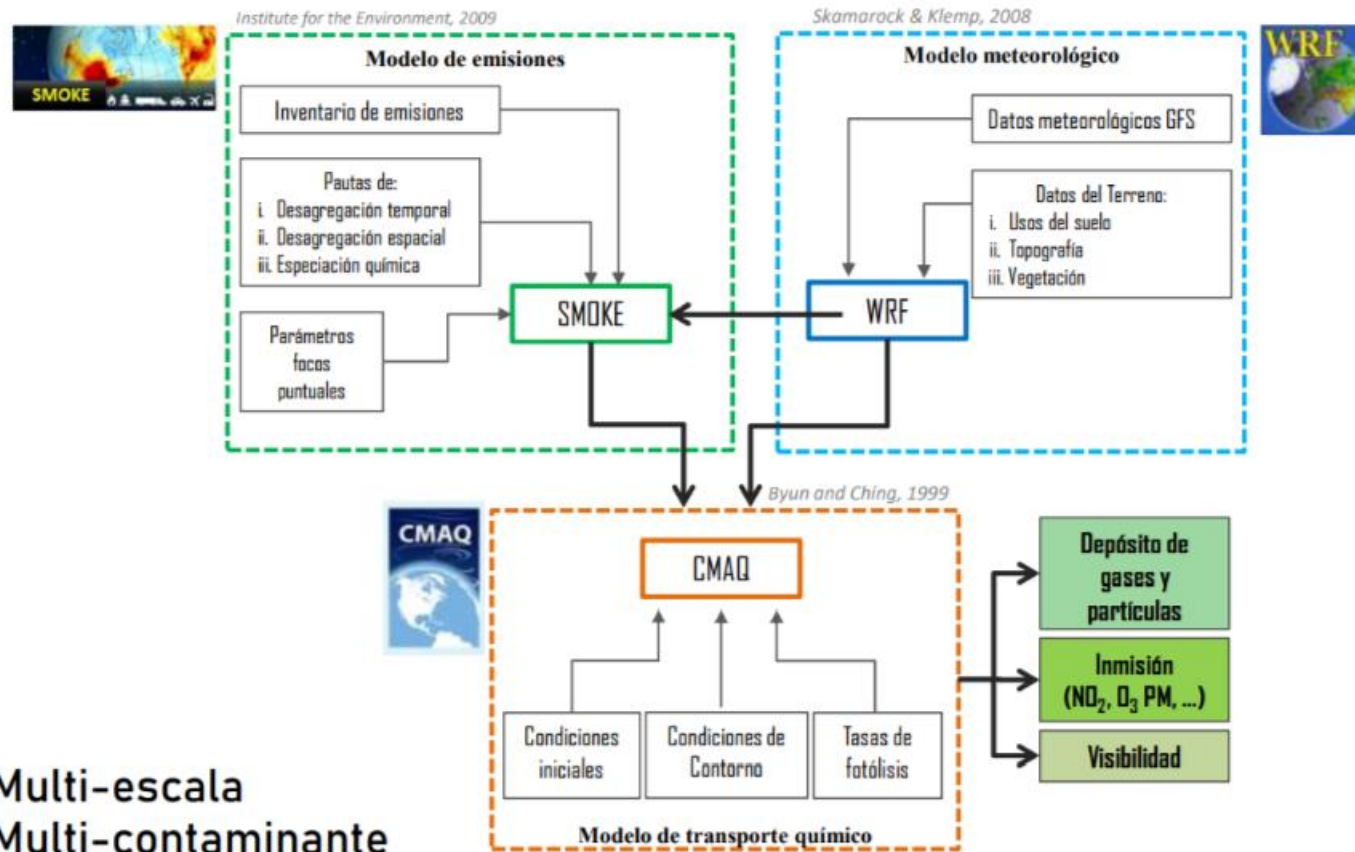 Institute for the Environment, 2009
Skamarock & Klemp, 2008
SMOKE
Modelo de emisiones
Inventario de emisiones
Pautas de:
i. Desagregación temporal
ii. Desagregación espacial
iii. Especiación química
Parámetros
focos
puntuales
SMOKE
Modelo meteorológico
WRF
Datos meteorológicos GFS
Datos del Terreno:
i. Usos del suelo
ii. Topografía
iii. Vegetación
WRF
Byun and Ching, 1999
CMAQ
CMAQ
Condiciones
iniciales
Condiciones de
Contorno
Tasas de
fotólisis
Modelo de transporte químico
Depósito de
gases y
partículas
Inmisión
(NO₂, O₃ PM, ...)
Visibilidad
Multi-escala
Multi-contaminante